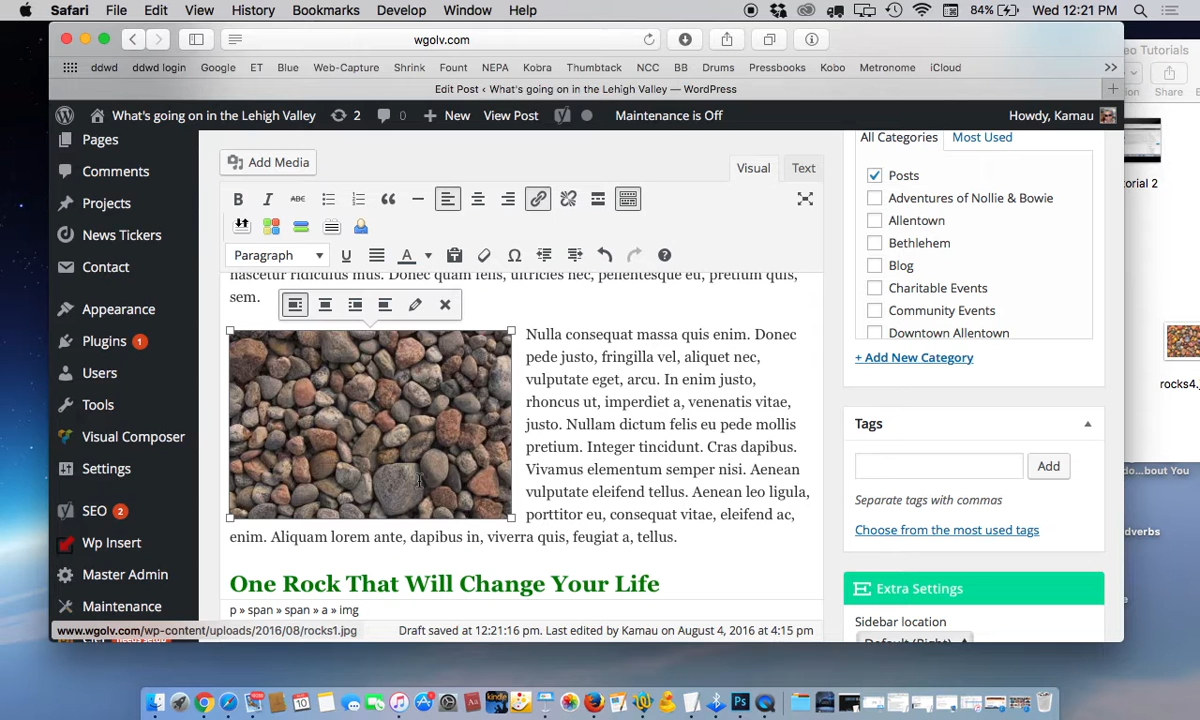 Safari File Edit View History Bookmarks Develop Window Help 84% Wed 12:21 PM
wgolv.com
ddwd ddwd login Google ET Blue Web-Capture Shrink Fount NEPA Kobra Thumbtack NCC BB Drums Pressbooks Kobo Metronome iCloud >>
Edit Post ‹ What's going on in the Lehigh Valley — WordPress
eo Tutorials
Share
What's going on in the Lehigh Valley 2 0 + New View Post Maintenance is Off Howdy, Kamau
Pages
Comments
Projects
News Tickers
Contact
Appearance
Plugins 1
Users
Tools
Visual Composer
Settings
SEO 2
Wp Insert
Master Admin
Maintenance
Add Media
Visual Text
B I ABC
Paragraph U A Ω
nascetur ridiculus mus. Donec quam felis, ultricies nec, pellentesque eu, pretium quis,
sem.
Nulla consequat massa quis enim. Donec
pede justo, fringilla vel, aliquet nec,
vulputate eget, arcu. In enim justo,
rhoncus ut, imperdiet a, venenatis vitae,
justo. Nullam dictum felis eu pede mollis
pretium. Integer tincidunt. Cras dapibus.
Vivamus elementum semper nisi. Aenean
vulputate eleifend tellus. Aenean leo ligula,
porttitor eu, consequat vitae, eleifend ac,
enim. Aliquam lorem ante, dapibus in, viverra quis, feugiat a, tellus.
One Rock That Will Change Your Life
p » span » span » a » img
www.wgolv.com/wp-content/uploads/2016/08/rocks1.jpg
Draft saved at 12:21:16 pm. Last edited by Kamau on August 4, 2016 at 4:15 pm
All Categories Most Used
Posts
Adventures of Nollie & Bowie
Allentown
Bethlehem
Blog
Charitable Events
Community Events
Downtown Allentown
+ Add New Category
Tags
Add
Separate tags with commas
Choose from the most used tags
Extra Settings
Sidebar location
Default (Right)
torial 2
rocks4.
do...bout You
dverbs